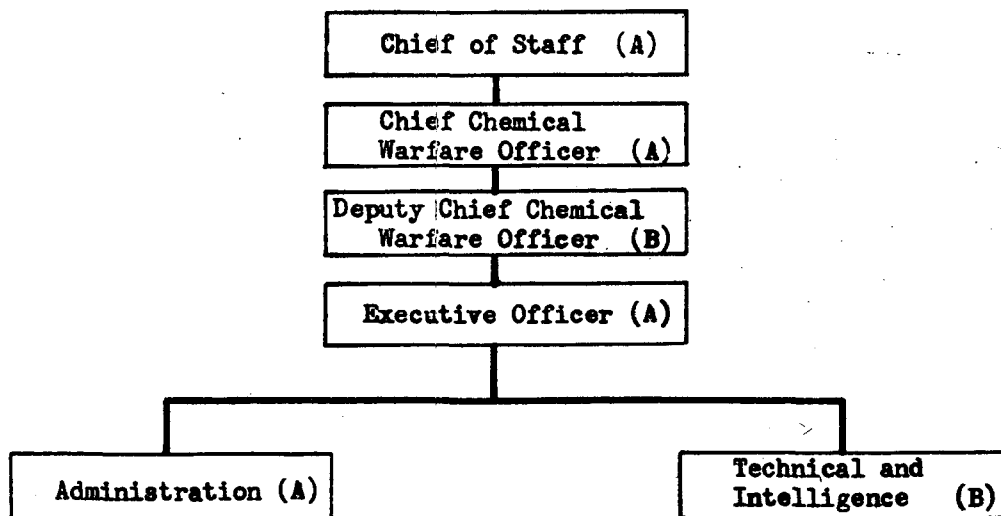 Chief of Staff (A)
Chief Chemical
Warfare Officer (A)
Deputy Chief Chemical
Warfare Officer (B)
Executive Officer (A)
Administration (A)
Technical and
Intelligence (B)